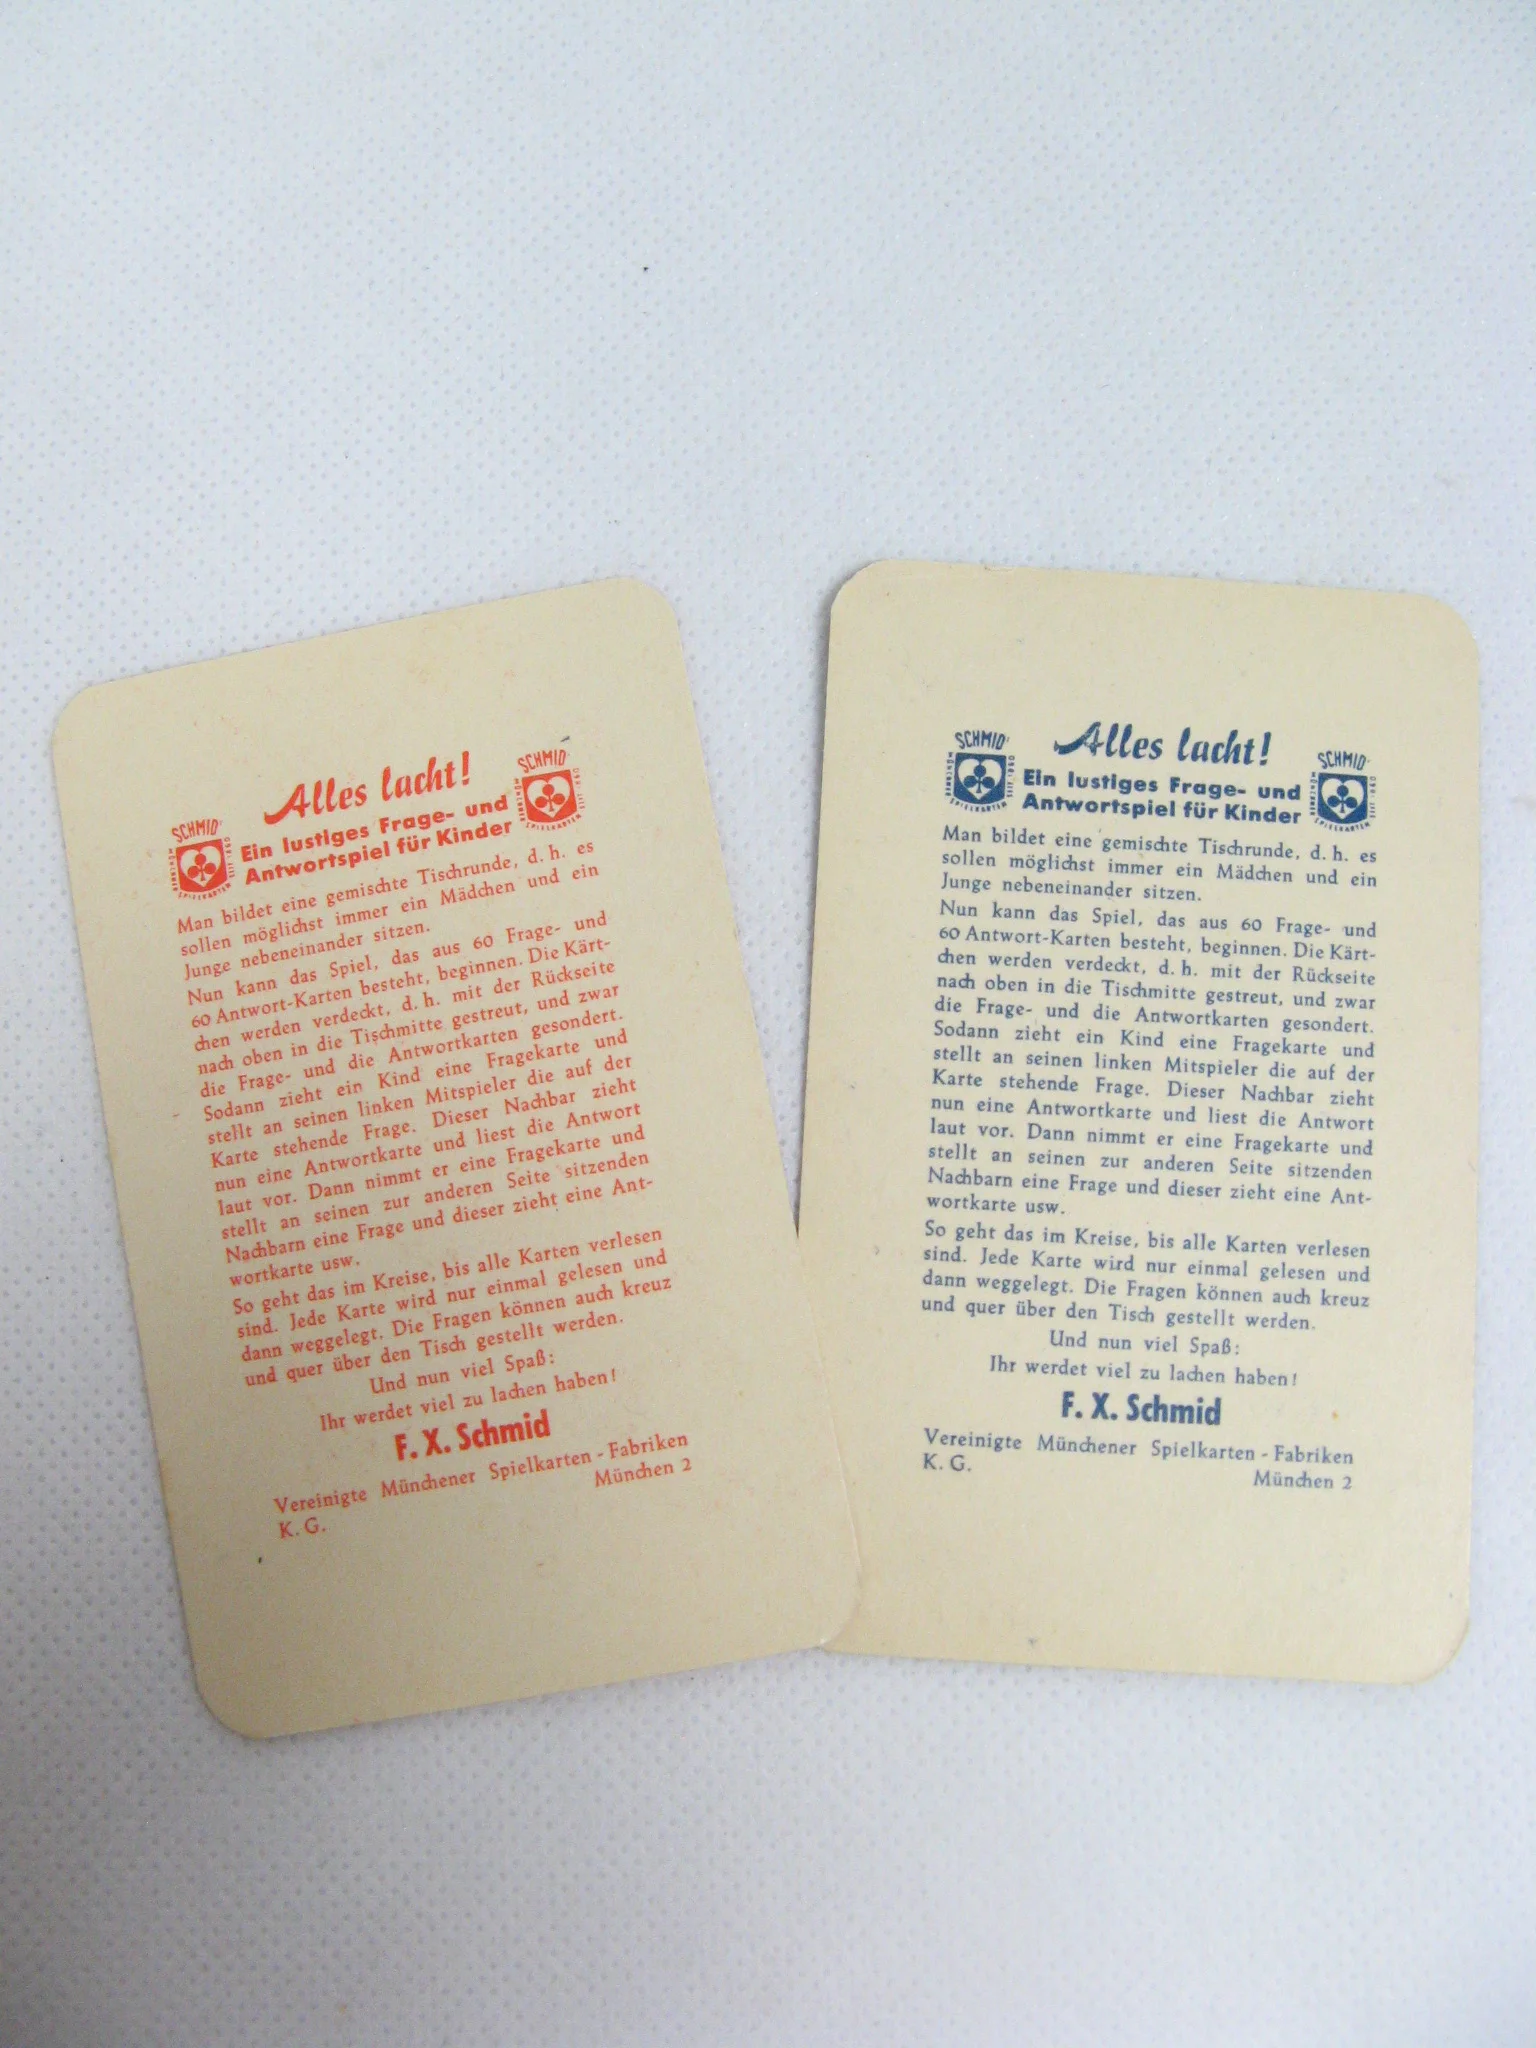 SCHMID
SCHMID
Alles lacht!
Ein lustiges Frage- und
Antwortspiel für Kinder
MÜNCHNER
SPIELKARTEN
MÜNCHNER
SPIELKARTEN
Man bildet eine gemischte Tischrunde, d. h. es
sollen möglichst immer ein Mädchen und ein
Junge nebeneinander sitzen.
Nun kann das Spiel, das aus 60 Frage- und
60 Antwort-Karten besteht, beginnen. Die Kärt-
chen werden verdeckt, d. h. mit der Rückseite
nach oben in die Tischmitte gestreut, und zwar
die Frage- und die Antwortkarten gesondert.
Sodann zieht ein Kind eine Fragekarte und
stellt an seinen linken Mitspieler die auf der
Karte stehende Frage. Dieser Nachbar zieht
nun eine Antwortkarte und liest die Antwort
laut vor. Dann nimmt er eine Fragekarte und
stellt an seinen zur anderen Seite sitzenden
Nachbarn eine Frage und dieser zieht eine Ant-
wortkarte usw.
So geht das im Kreise, bis alle Karten verlesen
sind. Jede Karte wird nur einmal gelesen und
dann weggelegt. Die Fragen können auch kreuz
und quer über den Tisch gestellt werden.
Und nun viel Spaß:
Ihr werdet viel zu lachen haben!
F. X. Schmid
Vereinigte Münchener Spielkarten - Fabriken
K. G. München 2
SCHMID
SCHMID
Alles lacht!
Ein lustiges Frage- und
Antwortspiel für Kinder
MÜNCHNER
SPIELKARTEN
SPIELKARTEN
Man bildet eine gemischte Tischrunde, d. h. es
sollen möglichst immer ein Mädchen und ein
Junge nebeneinander sitzen.
Nun kann das Spiel, das aus 60 Frage- und
60 Antwort-Karten besteht, beginnen. Die Kärt-
chen werden verdeckt, d. h. mit der Rückseite
nach oben in die Tischmitte gestreut, und zwar
die Frage- und die Antwortkarten gesondert.
Sodann zieht ein Kind eine Fragekarte und
stellt an seinen linken Mitspieler die auf der
Karte stehende Frage. Dieser Nachbar zieht
nun eine Antwortkarte und liest die Antwort
laut vor. Dann nimmt er eine Fragekarte und
stellt an seinen zur anderen Seite sitzenden
Nachbarn eine Frage und dieser zieht eine Ant-
wortkarte usw.
So geht das im Kreise, bis alle Karten verlesen
sind. Jede Karte wird nur einmal gelesen und
dann weggelegt. Die Fragen können auch kreuz
und quer über den Tisch gestellt werden.
Und nun viel Spaß:
Ihr werdet viel zu lachen haben!
F. X. Schmid
Vereinigte Münchener Spielkarten - Fabriken
K. G. München 2